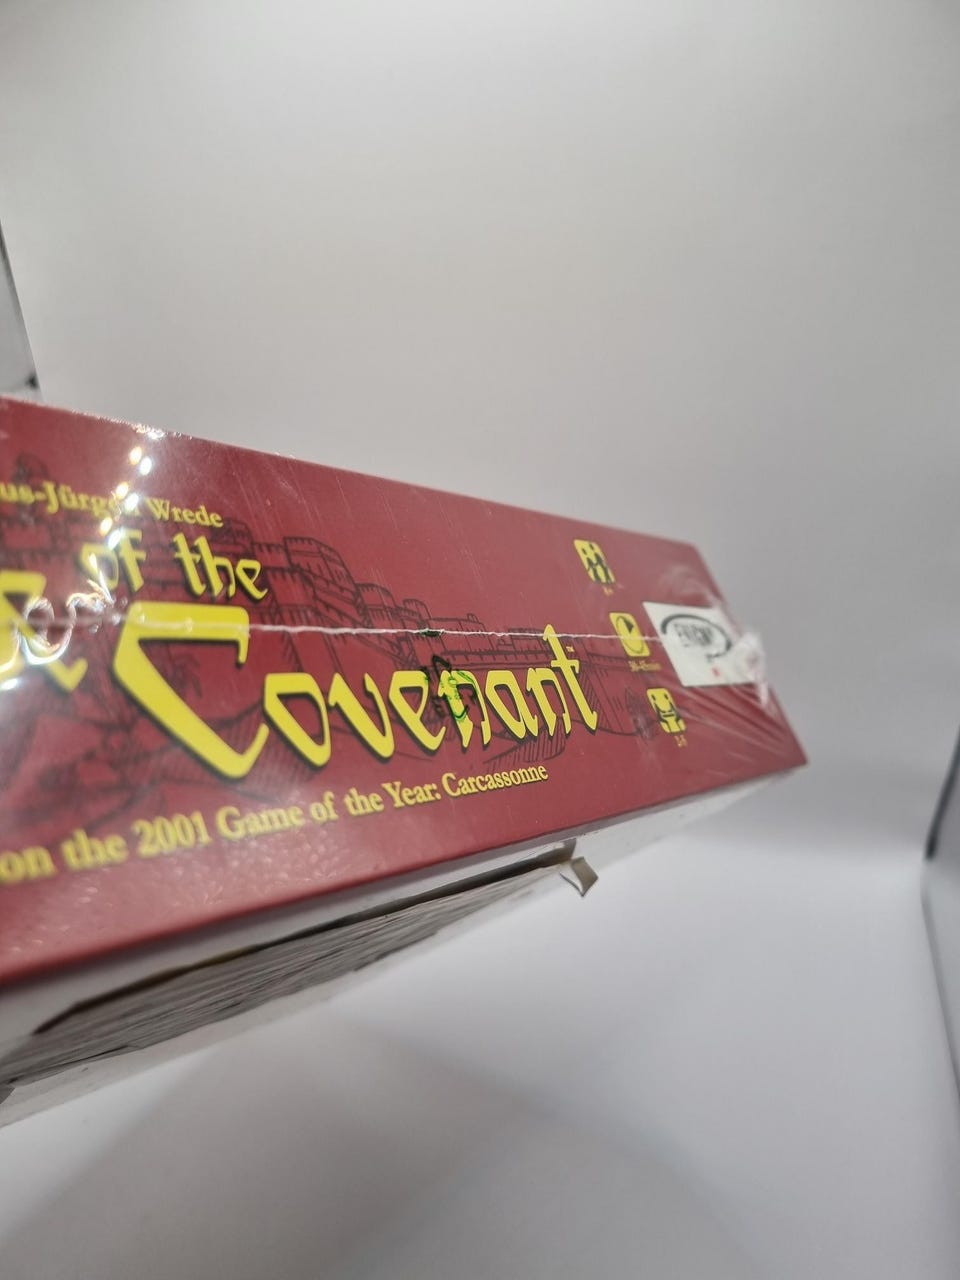 us-Jürgen Wrede
of the
Covenant
on the 2001 Game of the Year: Carcassonne